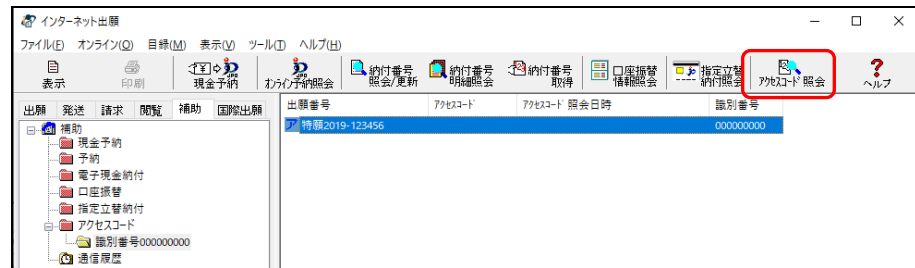 インターネット出願
ファイル(F) オンライン(O) 目録(M) 表示(V) ツール(T) ヘルプ(H)
表示
印刷
現金予納
オンライン予納照会
納付番号
照会/更新
納付番号
明細照会
納付番号
取得
口座振替
情報照会
指定立替
納付照会
アクセスコード 照会
ヘルプ
出願 発送 請求 閲覧 補助 国際出願
出願番号 アクセスコード アクセスコード 照会日時 識別番号
ア 特願2019-123456 000000000
補助
現金予納
予納
電子現金納付
口座振替
指定立替納付
アクセスコード
識別番号000000000
通信履歴